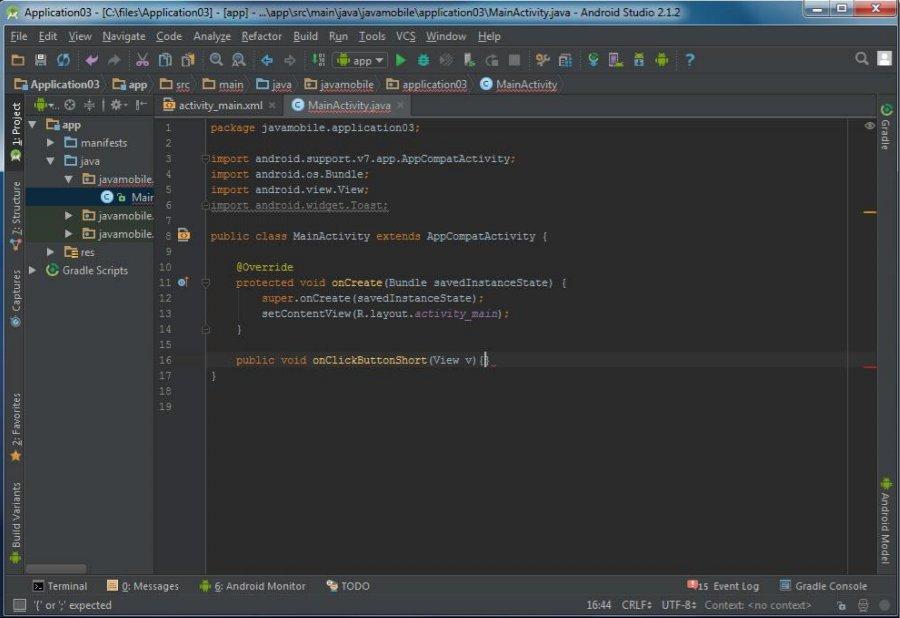 Application03 - [C:\files\Application03] - [app] - ...\app\src\main\java\javamobile\application03\MainActivity.java - Android Studio 2.1.2
File Edit View Navigate Code Analyze Refactor Build Run Tools VCS Window Help
app
Application03 app src main java javamobile application03 MainActivity
activity_main.xml MainActivity.java
1: Project
Z: Structure
Captures
2: Favorites
Build Variants
app
manifests
java
javamobile.
Mair
javamobile.
javamobile.
res
Gradle Scripts
1 package javamobile.application03;
2
3 import android.support.v7.app.AppCompatActivity;
4 import android.os.Bundle;
5 import android.view.View;
6 import android.widget.Toast;
7
8 public class MainActivity extends AppCompatActivity {
9
10 @Override
11 protected void onCreate(Bundle savedInstanceState) {
12 super.onCreate(savedInstanceState);
13 setContentView(R.layout.activity_main);
14 }
15
16 public void onClickButtonShort(View v){}
17 }
18
19
Gradle
Android Model
Terminal 0: Messages 6: Android Monitor TODO 15 Event Log Gradle Console
'{' or ';' expected 16:44 CRLF UTF-8 Context: <no context>